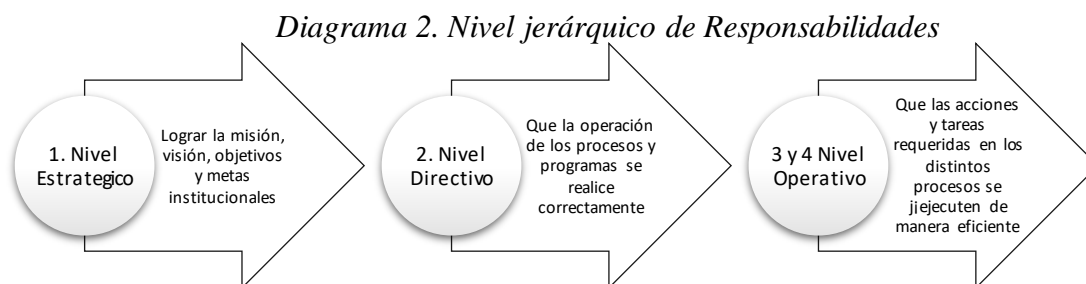 Diagrama 2. Nivel jerárquico de Responsabilidades
1. Nivel
Estrategico
Lograr la misión,
visión, objetivos
y metas
institucionales
2. Nivel
Directivo
Que la operación
de los procesos y
programas se
realice
correctamente
3 y 4 Nivel
Operativo
Que las acciones
y tareas
requeridas en los
distintos
procesos se
jiejecuten de
manera eficiente